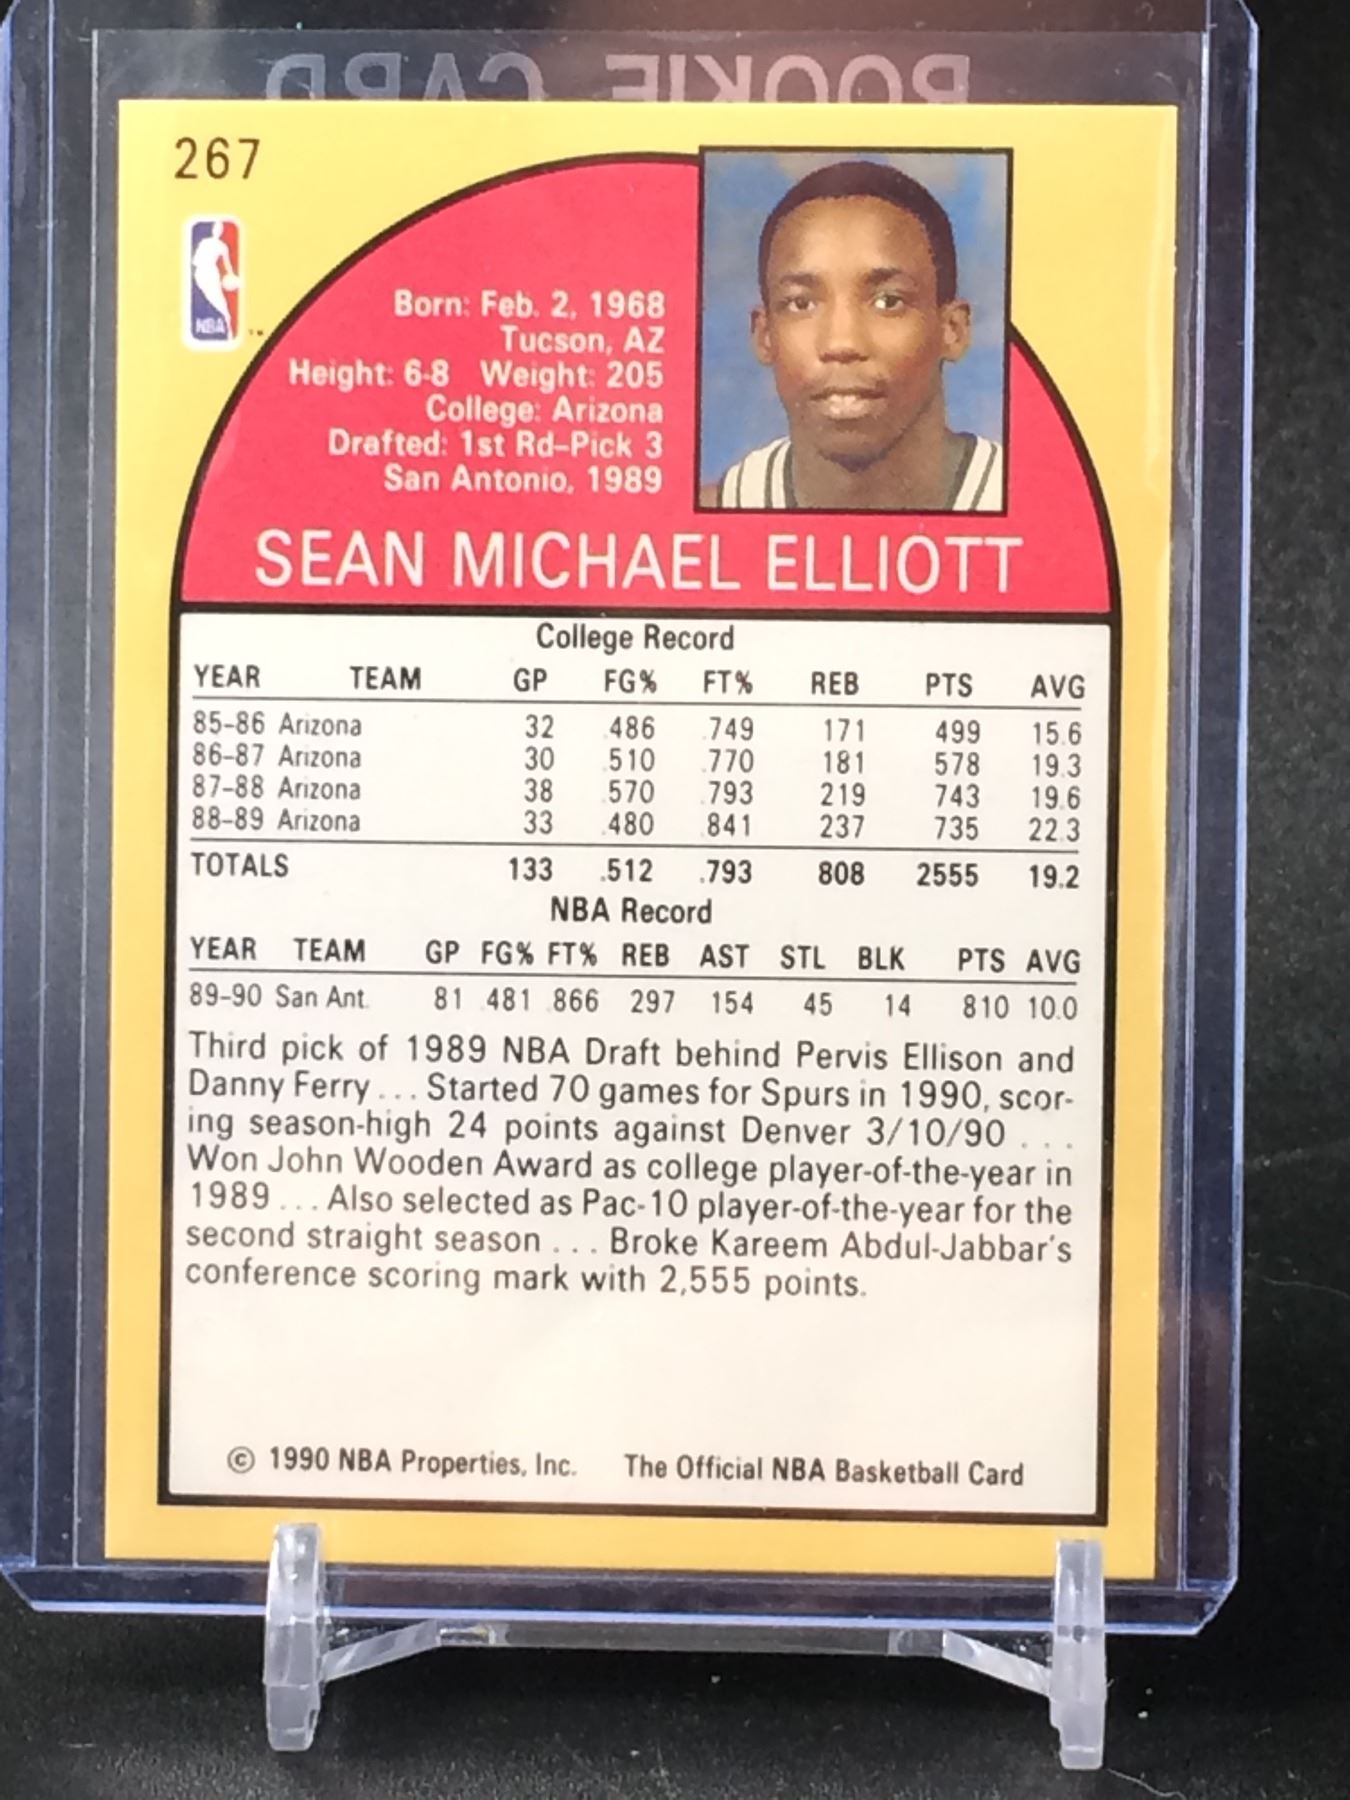 ROOKIE CARD
267
NBA
TM
Born: Feb. 2, 1968
Tucson, AZ
Height: 6-8 Weight: 205
College: Arizona
Drafted: 1st Rd–Pick 3
San Antonio, 1989
SEAN MICHAEL ELLIOTT
College Record
YEAR TEAM GP FG% FT% REB PTS AVG
85–86 Arizona 32 .486 .749 171 499 15.6
86–87 Arizona 30 .510 .770 181 578 19.3
87–88 Arizona 38 .570 .793 219 743 19.6
88–89 Arizona 33 .480 .841 237 735 22.3
TOTALS 133 .512 .793 808 2555 19.2
NBA Record
YEAR TEAM GP FG% FT% REB AST STL BLK PTS AVG
89–90 San Ant. 81 .481 .866 297 154 45 14 810 10.0
Third pick of 1989 NBA Draft behind Pervis Ellison and
Danny Ferry ... Started 70 games for Spurs in 1990, scor-
ing season-high 24 points against Denver 3/10/90 ...
Won John Wooden Award as college player-of-the-year in
1989 ... Also selected as Pac-10 player-of-the-year for the
second straight season ... Broke Kareem Abdul-Jabbar's
conference scoring mark with 2,555 points.
© 1990 NBA Properties, Inc. The Official NBA Basketball Card